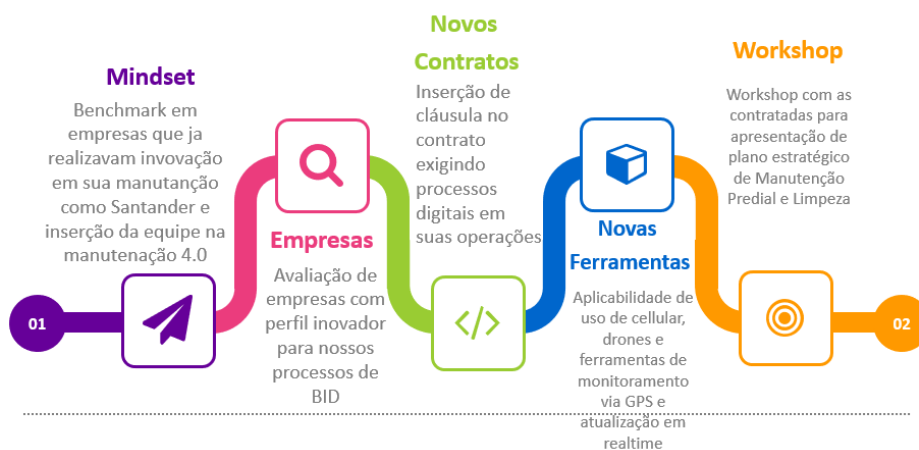 01
Mindset
Benchmark em
empresas que ja
realizavam invovação
em sua manutanção
como Santander e
inserção da equipe na
manutenação 4.0
Empresas
Avaliação de
empresas com
perfil inovador
para nossos
processos de
BID
Novos
Contratos
Inserção de
cláusula no
contrato
exigindo
processos
digitais em
suas operações
</>
Novas
Ferramentas
Aplicabilidade de
uso de cellular,
drones e
ferramentas de
monitoramento
via GPS e
atualização em
realtime
Workshop
Workshop com as
contratadas para
apresentação de
plano estratégico
de Manutenção
Predial e Limpeza
02